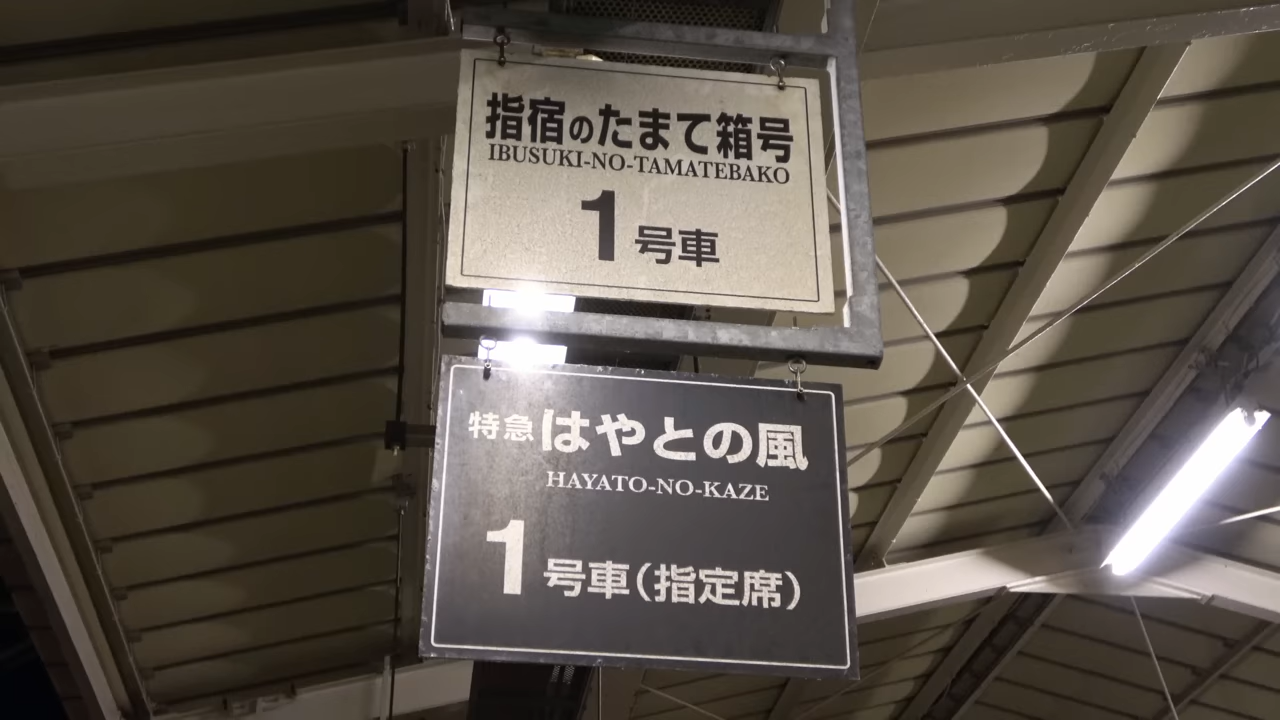 指宿のたまて箱号
IBUSUKI-NO-TAMATEBAKO
1号車
特急はやとの風
HAYATO-NO-KAZE
1号車(指定席)